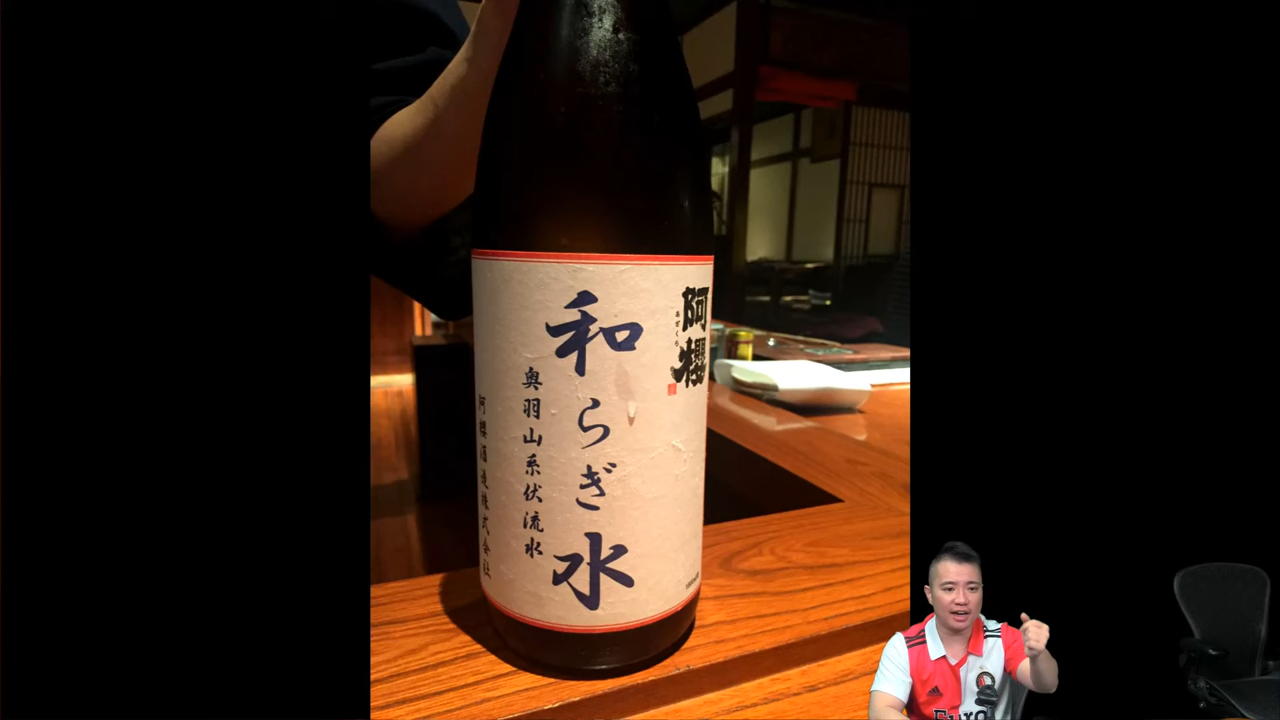 阿櫻
あざくら
和らぎ水
奥羽山系伏流水
阿櫻酒造株式会社
Euro